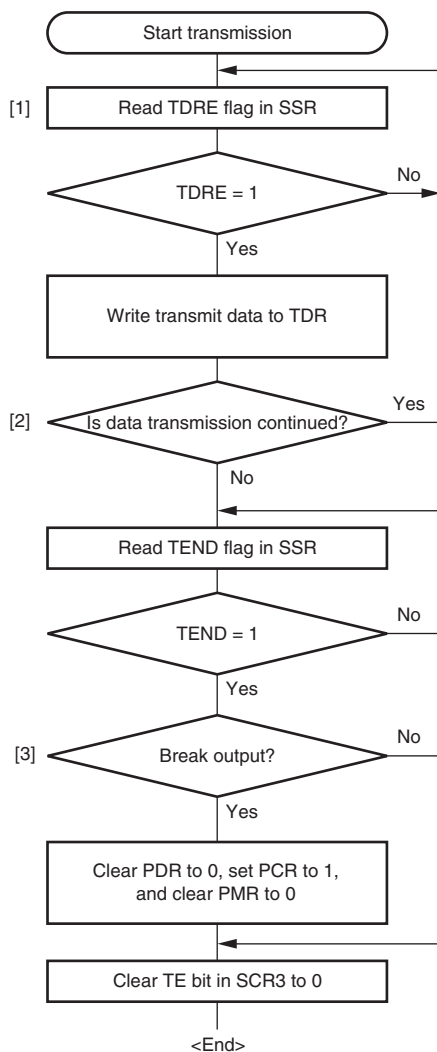 Start transmission
[1] Read TDRE flag in SSR
TDRE = 1
No
Yes
Write transmit data to TDR
[2] Is data transmission continued?
Yes
No
Read TEND flag in SSR
TEND = 1
No
Yes
[3] Break output?
No
Yes
Clear PDR to 0, set PCR to 1,
and clear PMR to 0
Clear TE bit in SCR3 to 0
<End>